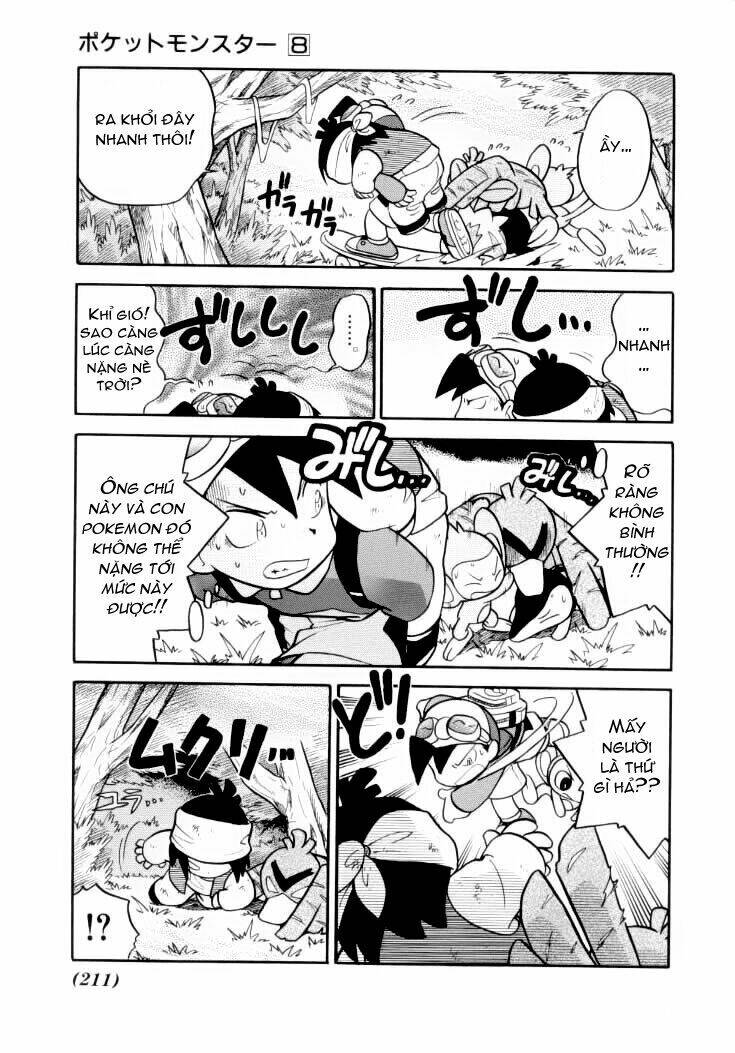 ポケットモンスター 8
ẦY...
RA KHỎI ĐÂY
NHANH THÔI!
ガラ
ガラ
...
NHANH
...
ずし...
.......
KHỈ GIÓ!
SAO CÀNG
LÚC CÀNG
NẶNG NÈ
TRỜI?
ずししし
RÕ
RÀNG KHÔNG
BÌNH
THƯỜNG
!!
みし...
みし...
ÔNG CHÚ
NÀY VÀ CON
POKEMON ĐÓ
KHÔNG THỂ
NẶNG TỚI
MỨC NÀY
ĐƯỢC!!
MẤY
NGƯỜI
LÀ THỨ
GÌ HẢ??
ど!
ムクリ...
ユラ...
!?
(211)